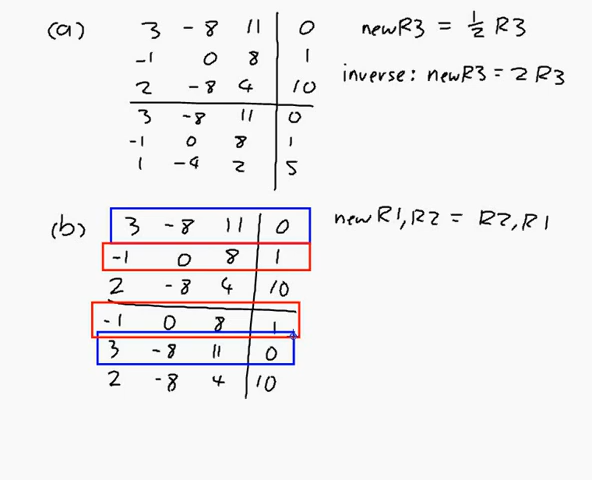 (a) 3 -8 11 | 0 newR3 = 1/2 R3
-1 0 8 | 1
inverse: newR3 = 2 R3
2 -8 4 | 10
3 -8 11 | 0
-1 0 8 | 1
1 -4 2 | 5
(b) 3 -8 11 | 0 newR1,R2 = R2,R1
-1 0 8 | 1
2 -8 4 | 10
-1 0 8 | 1
3 -8 11 | 0
2 -8 4 | 10